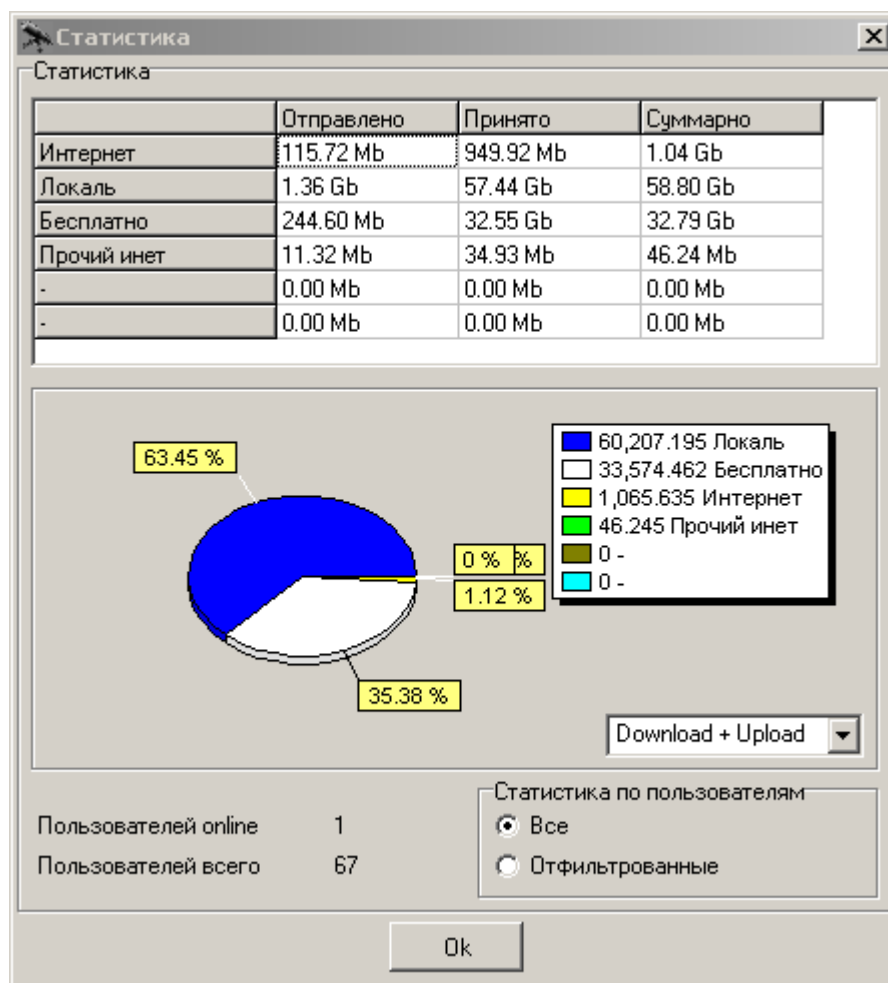 Статистика
Статистика
Отправлено Принято Суммарно
Интернет 115.72 Mb 949.92 Mb 1.04 Gb
Локаль 1.36 Gb 57.44 Gb 58.80 Gb
Бесплатно 244.60 Mb 32.55 Gb 32.79 Gb
Прочий инет 11.32 Mb 34.93 Mb 46.24 Mb
- 0.00 Mb 0.00 Mb 0.00 Mb
- 0.00 Mb 0.00 Mb 0.00 Mb
63.45 %
60,207.195 Локаль
33,574.462 Бесплатно
1,065.635 Интернет
46.245 Прочий инет
0 -
0 -
0 % %
1.12 %
35.38 %
Download + Upload
Пользователей online 1
Пользователей всего 67
Статистика по пользователям
Все
Отфильтрованные
Ok